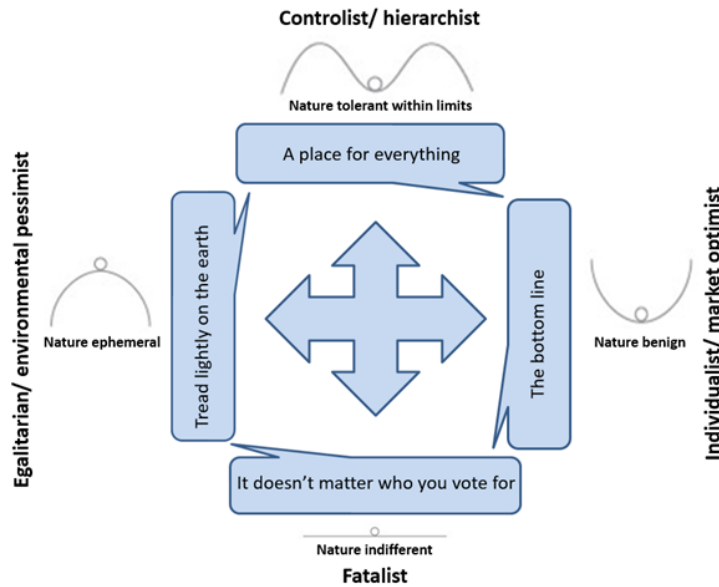 Controlist/ hierarchist
Nature tolerant within limits
A place for everything
Egalitarian/ environmental pessimist
Nature ephemeral
Tread lightly on the earth
The bottom line
Nature benign
Individualist/ market optimist
It doesn't matter who you vote for
Nature indifferent
Fatalist